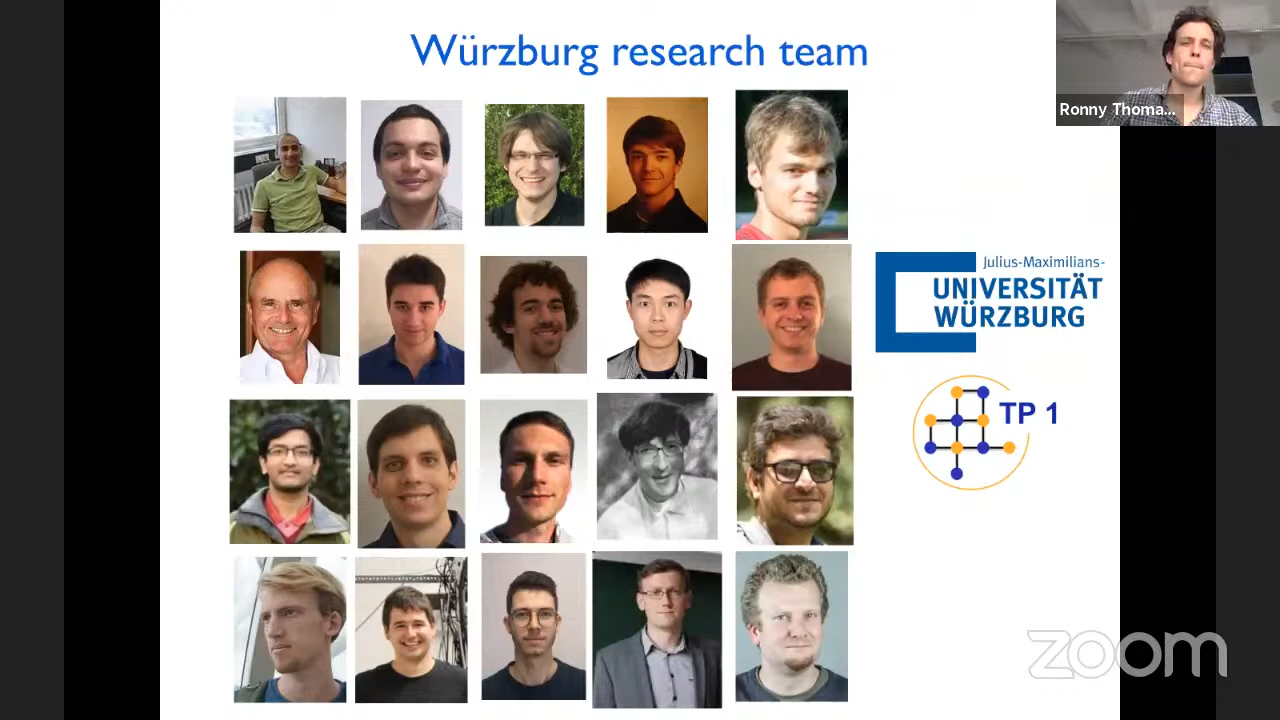 Würzburg research team
Ronny Thoma...
Julius-Maximilians-
UNIVERSITÄT
WÜRZBURG
TP 1
zoom